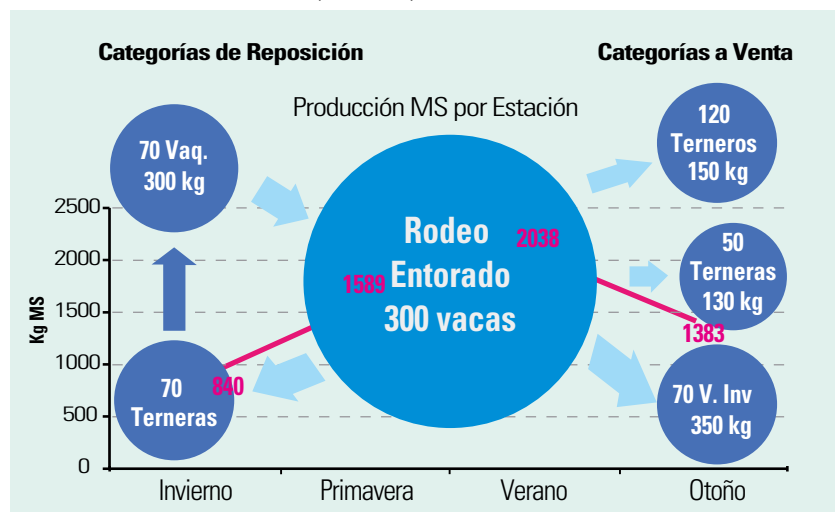 Categorías de Reposición
Categorías a Venta
Producción MS por Estación
70 Vaq.
300 kg
120
Terneros
150 kg
Rodeo
Entorado
300 vacas
50
Terneras
130 kg
70
Terneras
70 V. Inv
350 kg
840
1589
2038
1383
Kg MS
2500
2000
1500
1000
500
0
Invierno
Primavera
Verano
Otoño